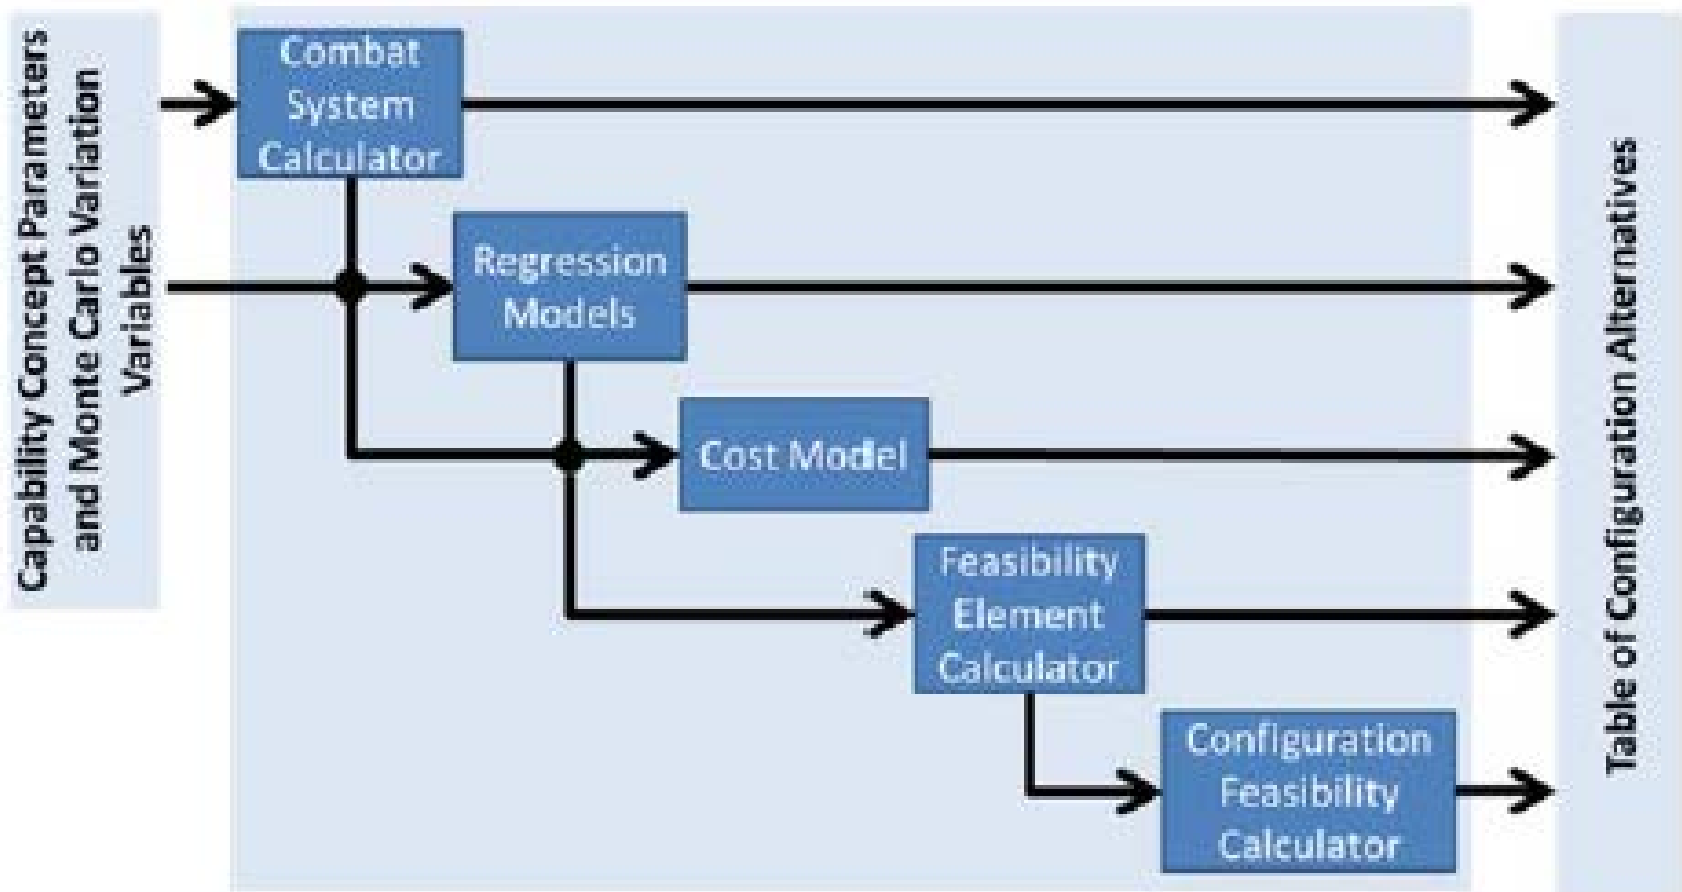 Capability Concept Parameters
and Monte Carlo Variation
Variables
Combat
System
Calculator
Regression
Models
Cost Model
Feasibility
Element
Calculator
Configuration
Feasibility
Calculator
Table of Configuration Alternatives